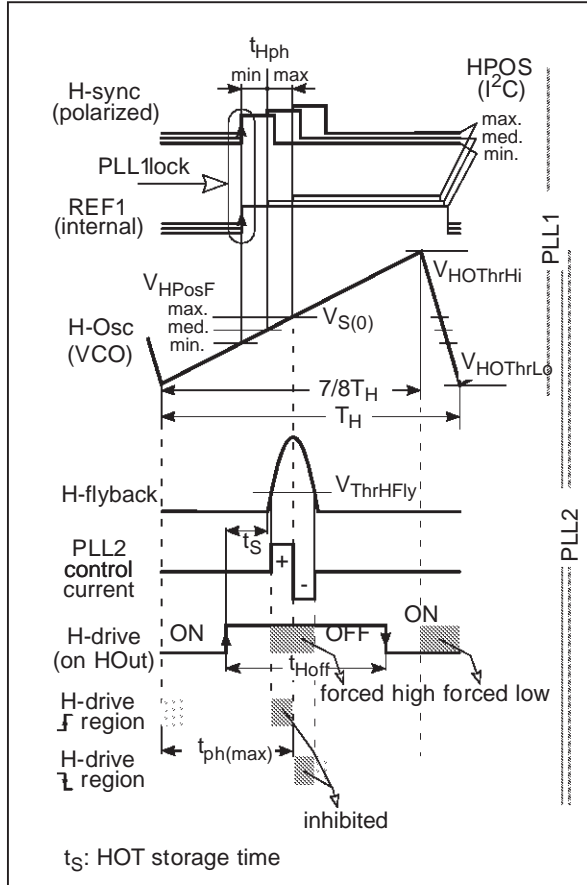 tHph
min max
H-sync
(polarized)
HPOS
(I²C)
max.
med.
min.
PLL1lock
REF1
(internal)
PLL1
VHPosF
max.
med.
min.
H-Osc
(VCO)
VHOThrHi
VS(0)
VHOThrLo
7/8TH
TH
H-flyback
VThrHFly
tS
PLL2
control
current
+
-
PLL2
H-drive
(on HOut)
ON
OFF
ON
tHoff
forced high forced low
H-drive
region
tph(max)
H-drive
region
inhibited
tS: HOT storage time